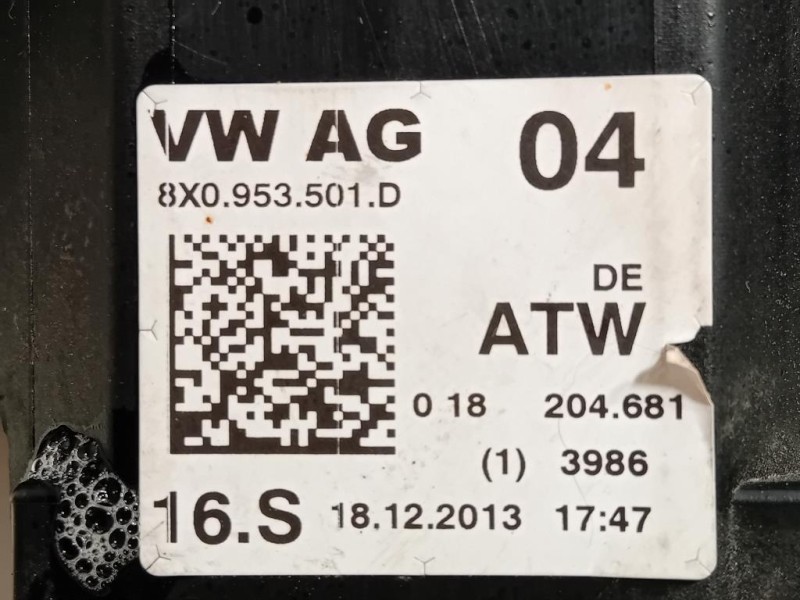 VW AG 04
8X0.953.501.D
DE
ATW
0 18 204.681
(1) 3986
16.S 18.12.2013 17:47